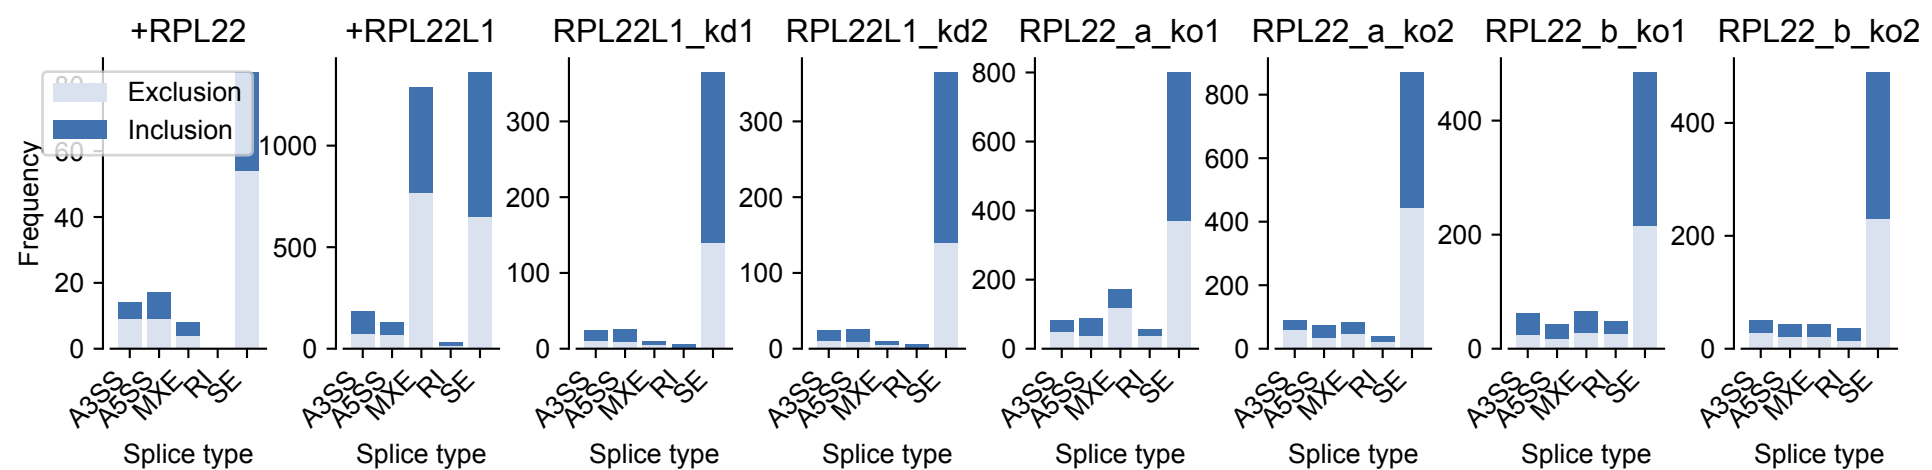 +RPL22 +RPL22L1 RPL22L1_kd1 RPL22L1_kd2 RPL22_a_ko1 RPL22_a_ko2 RPL22_b_ko1 RPL22_b_ko2
Exclusion
Inclusion
Frequency
80
60
40
20
0
1000
500
0
300
200
100
0
300
200
100
0
800
600
400
200
0
800
600
400
200
0
400
200
0
400
200
0
A3SS A5SS MXE RI SE
A3SS A5SS MXE RI SE
A3SS A5SS MXE RI SE
A3SS A5SS MXE RI SE
A3SS A5SS MXE RI SE
A3SS A5SS MXE RI SE
A3SS A5SS MXE RI SE
A3SS A5SS MXE RI SE
Splice type Splice type Splice type Splice type Splice type Splice type Splice type Splice type